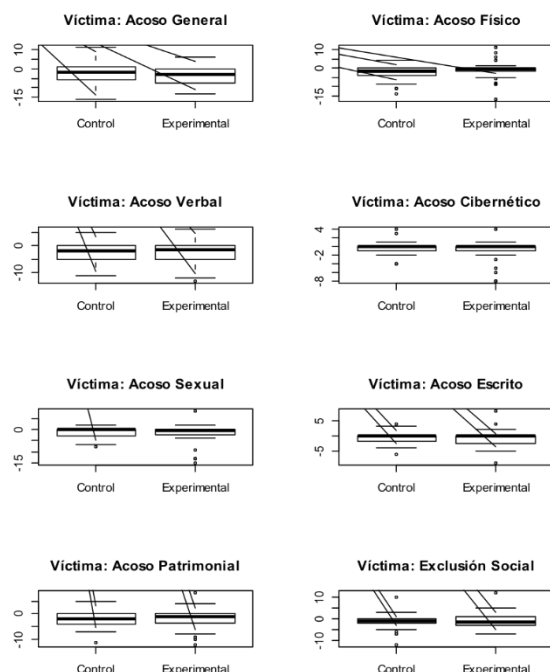 Víctima: Acoso General
10
0
-15
Control
Experimental
Víctima: Acoso Físico
10
0
-15
Control
Experimental
Víctima: Acoso Verbal
0
-10
Control
Experimental
Víctima: Acoso Cibernético
4
-2
-8
Control
Experimental
Víctima: Acoso Sexual
0
-15
Control
Experimental
Víctima: Acoso Escrito
5
-5
Control
Experimental
Víctima: Acoso Patrimonial
0
-10
Control
Experimental
Víctima: Exclusión Social
10
0
-10
Control
Experimental